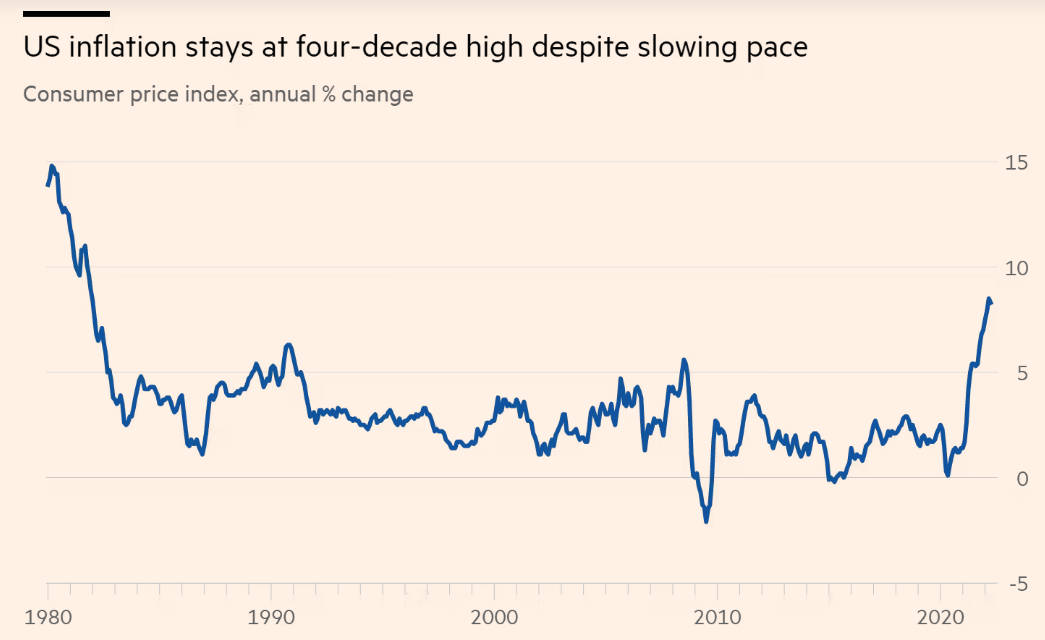 US inflation stays at four-decade high despite slowing pace
Consumer price index, annual % change
15
10
5
0
-5
1980 1990 2000 2010 2020